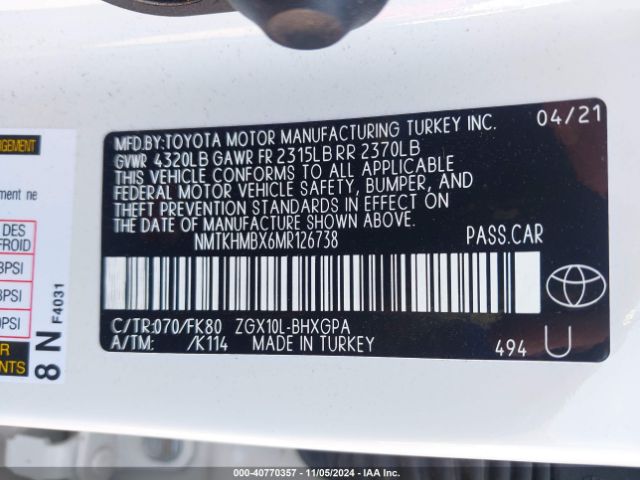 MFD.BY:TOYOTA MOTOR MANUFACTURING TURKEY INC. 04/21
GVWR 4320LB GAWR FR 2315LB RR 2370LB
THIS VEHICLE CONFORMS TO ALL APPLICABLE
FEDERAL MOTOR VEHICLE SAFETY, BUMPER, AND
THEFT PREVENTION STANDARDS IN EFFECT ON
THE DATE OF MANUFACTURE SHOWN ABOVE.
NMTKHMBX6MR126738 PASS.CAR
C/TR:070/FK80 ZGX10L-BHXGPA
A/TM: /K114 MADE IN TURKEY
494 U
ement ne
DES
FROID
PSI
PSI
PSI
8 N F4031
© - 40770357 - 11/05/2024 - IAA Inc.